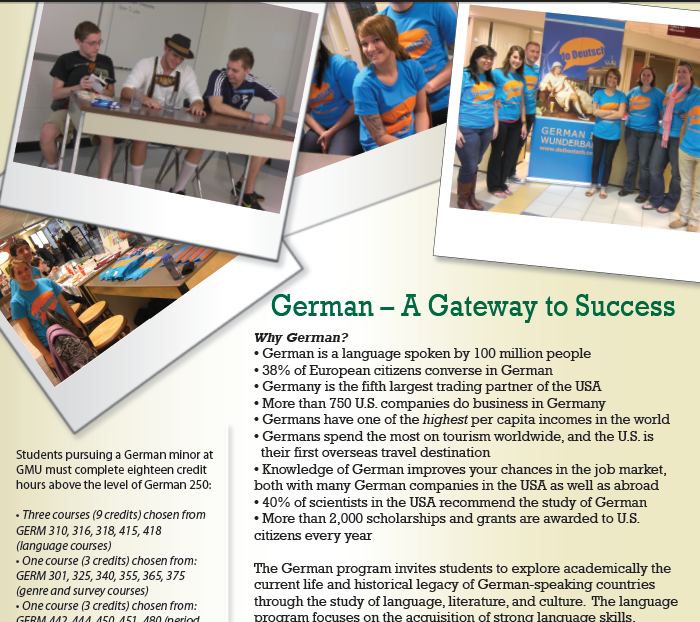 do Deutsch
GERMAN
WUNDERBA
www.doDeutsch.c
German – A Gateway to Success
Why German?
• German is a language spoken by 100 million people
• 38% of European citizens converse in German
• Germany is the fifth largest trading partner of the USA
• More than 750 U.S. companies do business in Germany
• Germans have one of the highest per capita incomes in the world
• Germans spend the most on tourism worldwide, and the U.S. is
their first overseas travel destination
• Knowledge of German improves your chances in the job market,
both with many German companies in the USA as well as abroad
• 40% of scientists in the USA recommend the study of German
• More than 2,000 scholarships and grants are awarded to U.S.
citizens every year
The German program invites students to explore academically the
current life and historical legacy of German-speaking countries
through the study of language, literature, and culture. The language
program focuses on the acquisition of strong language skills,
Students pursuing a German minor at
GMU must complete eighteen credit
hours above the level of German 250:
• Three courses (9 credits) chosen from
GERM 310, 316, 318, 415, 418
(language courses)
• One course (3 credits) chosen from:
GERM 301, 325, 340, 355, 365, 375
(genre and survey courses)
• One course (3 credits) chosen from:
GERM 442, 444, 450, 451, 480 (period